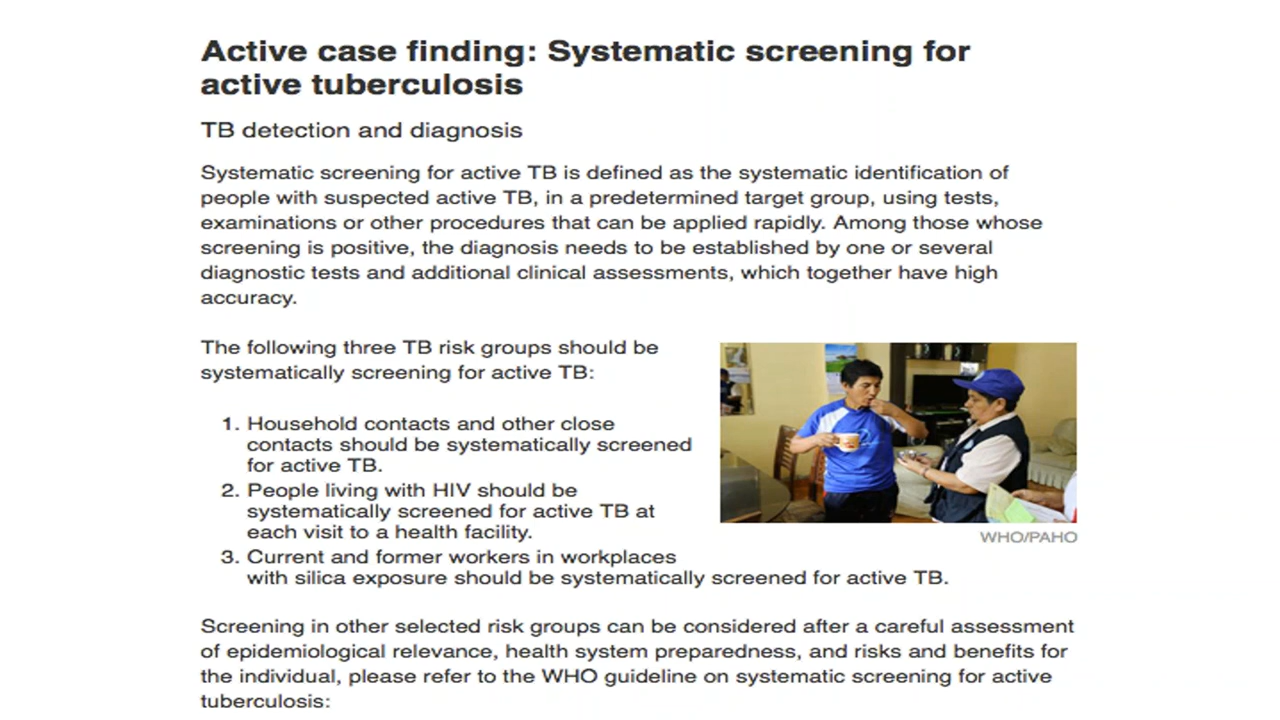 Active case finding: Systematic screening for
active tuberculosis
TB detection and diagnosis
Systematic screening for active TB is defined as the systematic identification of
people with suspected active TB, in a predetermined target group, using tests,
examinations or other procedures that can be applied rapidly. Among those whose
screening is positive, the diagnosis needs to be established by one or several
diagnostic tests and additional clinical assessments, which together have high
accuracy.
The following three TB risk groups should be
systematically screening for active TB:
1. Household contacts and other close
contacts should be systematically screened
for active TB.
2. People living with HIV should be
systematically screened for active TB at
each visit to a health facility.
3. Current and former workers in workplaces
with silica exposure should be systematically screened for active TB.
WHO/PAHO
Screening in other selected risk groups can be considered after a careful assessment
of epidemiological relevance, health system preparedness, and risks and benefits for
the individual, please refer to the WHO guideline on systematic screening for active
tuberculosis: